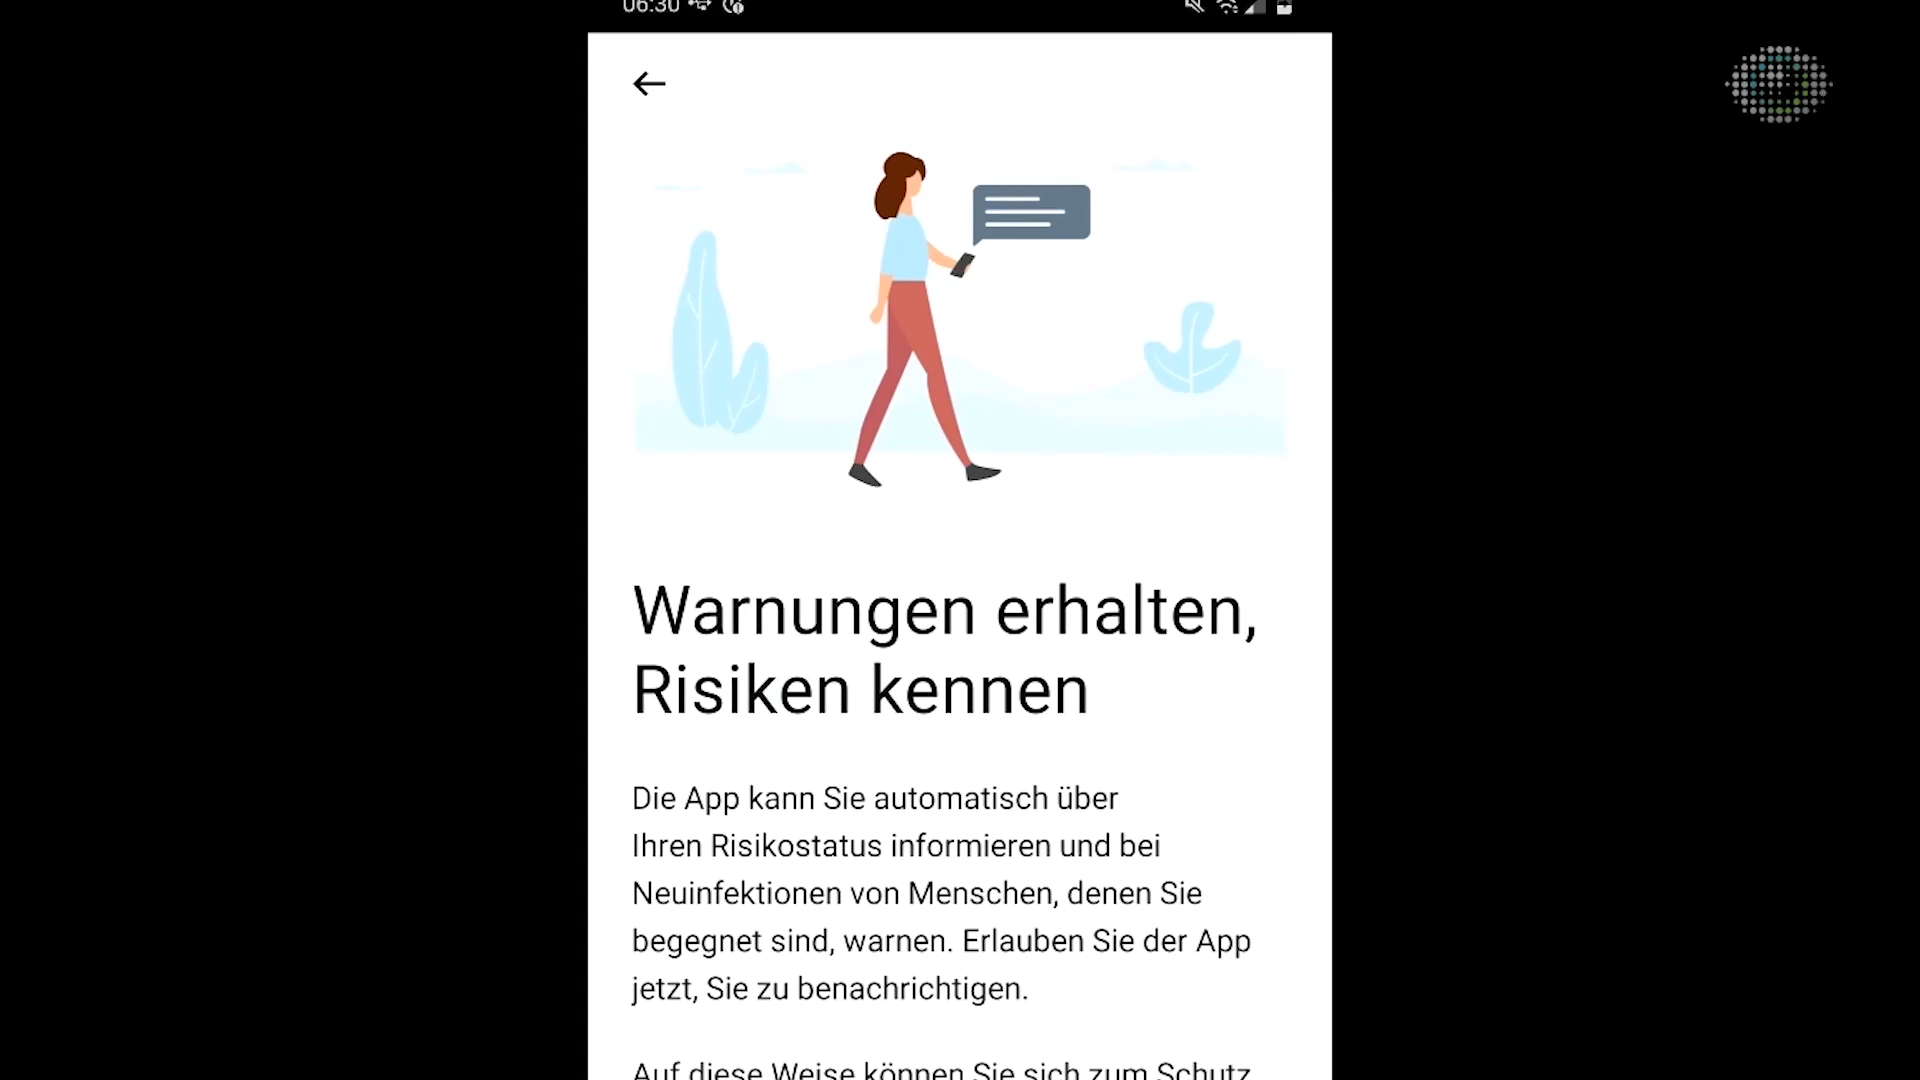 06:30
Warnungen erhalten,
Risiken kennen
Die App kann Sie automatisch über
Ihren Risikostatus informieren und bei
Neuinfektionen von Menschen, denen Sie
begegnet sind, warnen. Erlauben Sie der App
jetzt, Sie zu benachrichtigen.
Auf diese Weise können Sie sich zum Schutz